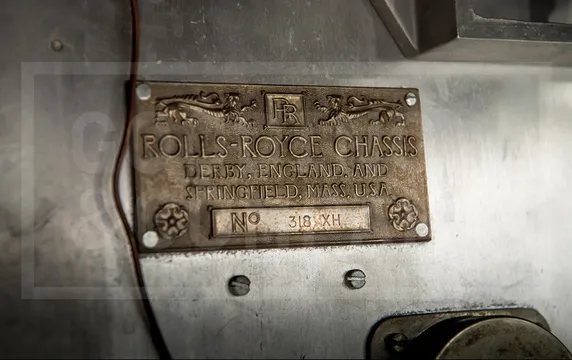 RR
ROLLS-ROYCE CHASSIS
DERBY, ENGLAND, AND
SPRINGFIELD, MASS. U.S.A.
No 318 XH